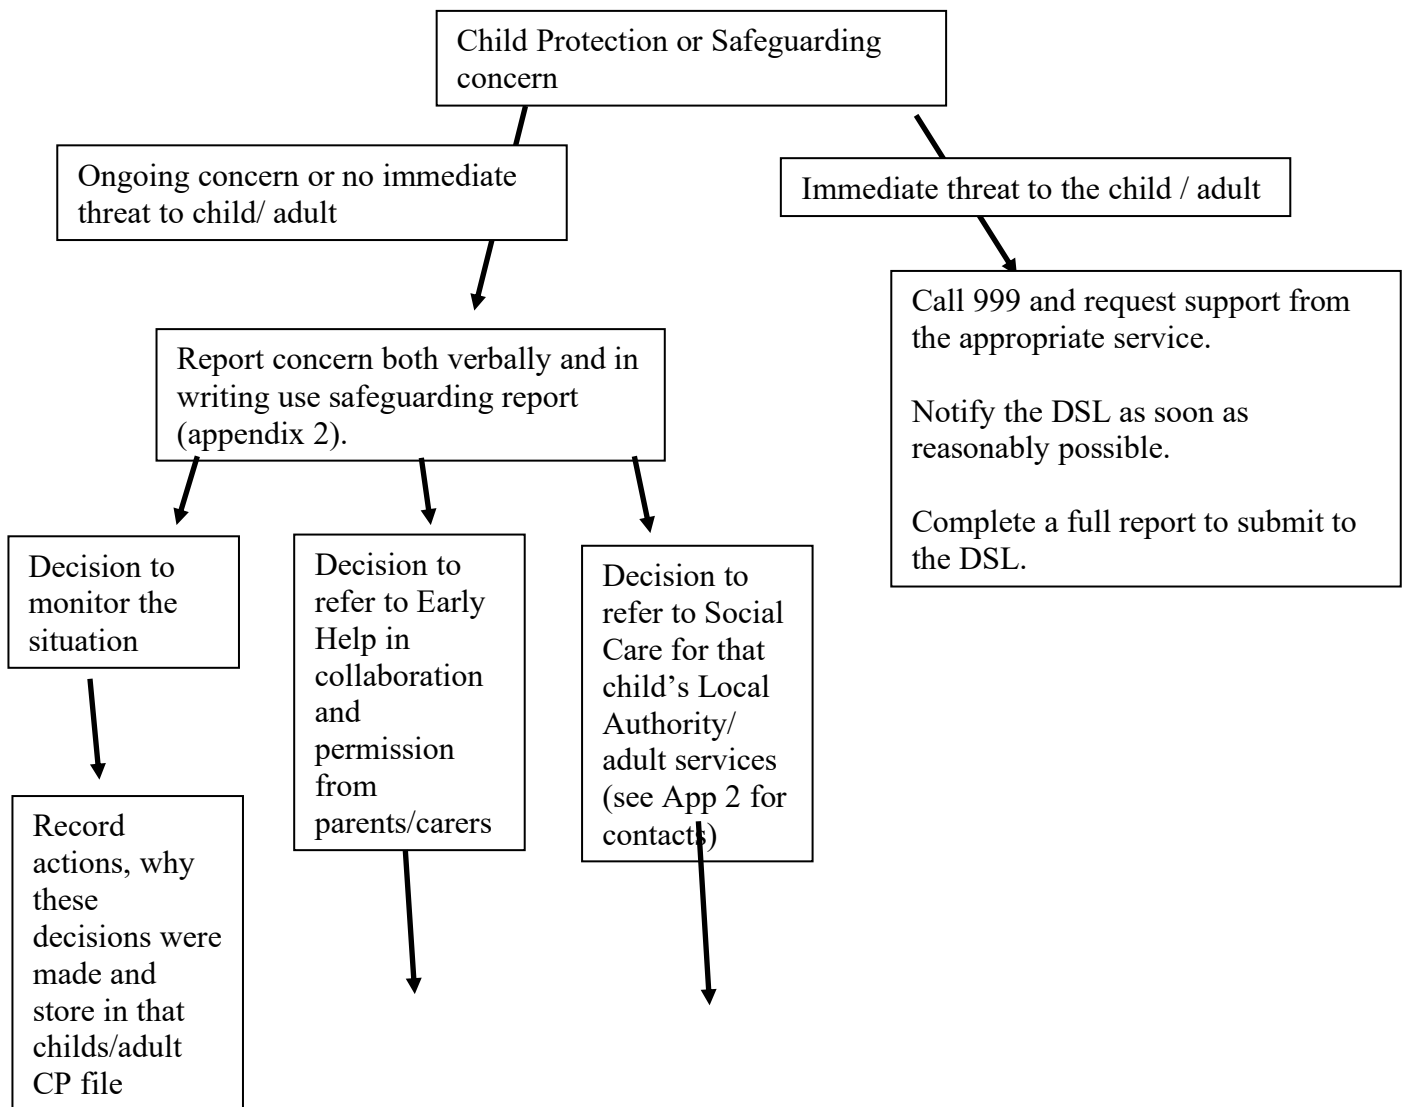 Child Protection or Safeguarding
concern
Ongoing concern or no immediate
threat to child/ adult
Immediate threat to the child / adult
Call 999 and request support from
the appropriate service.
Notify the DSL as soon as
reasonably possible.
Complete a full report to submit to
the DSL.
Report concern both verbally and in
writing use safeguarding report
(appendix 2).
Decision to
monitor the
situation
Decision to
refer to Early
Help in
collaboration
and
permission
from
parents/carers
Decision to
refer to Social
Care for that
child’s Local
Authority/
adult services
(see App 2 for
contacts)
Record
actions, why
these
decisions were
made and
store in that
childs/adult
CP file